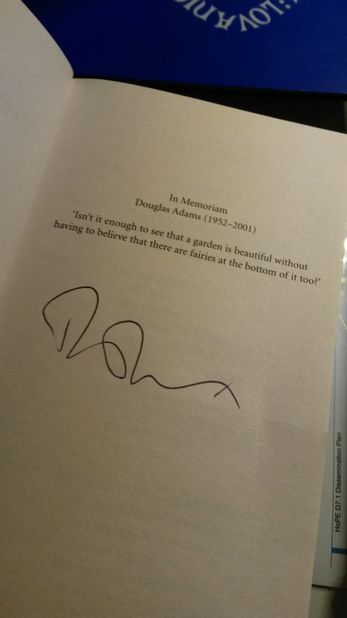 In Memoriam
Douglas Adams (1952–2001)
'Isn't it enough to see that a garden is beautiful without
having to believe that there are fairies at the bottom of it too?'
HoPE D7.1 Dissemination Plan